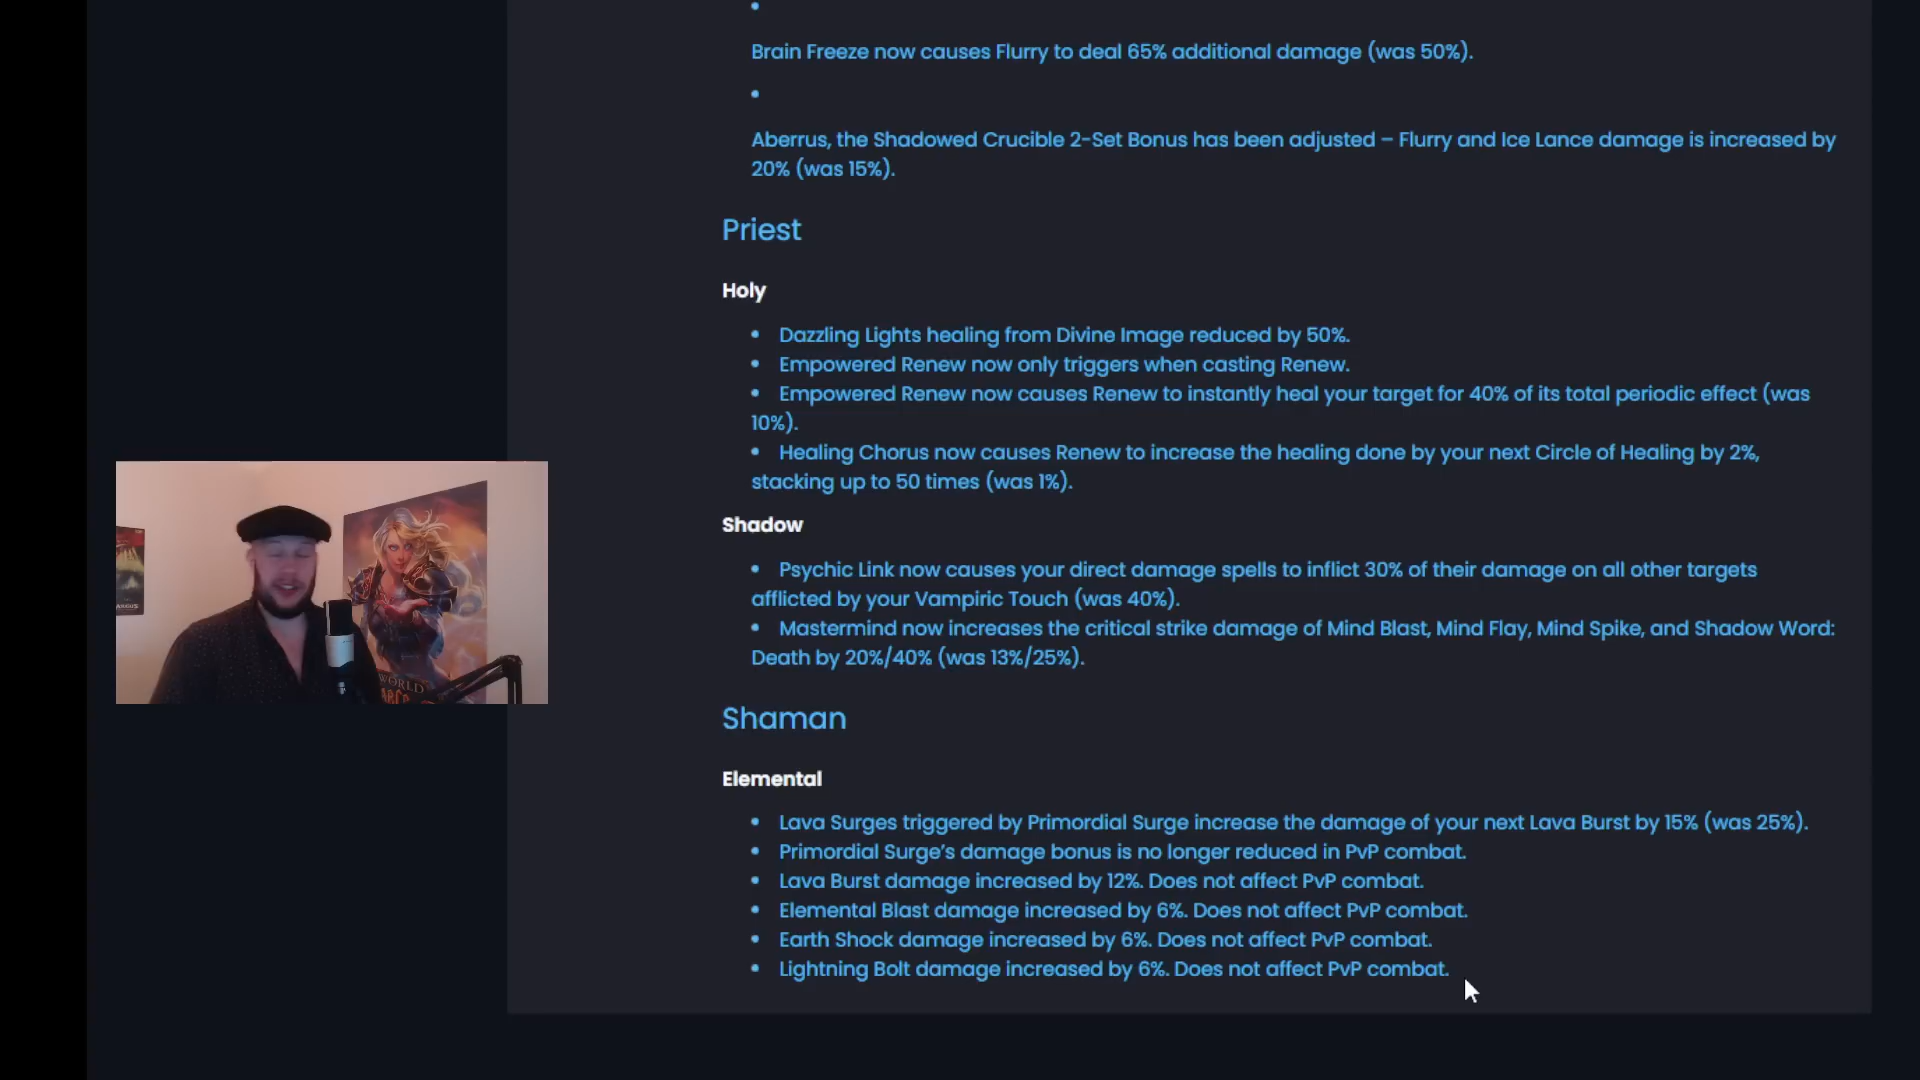 Brain Freeze now causes Flurry to deal 65% additional damage (was 50%).
Aberrus, the Shadowed Crucible 2-Set Bonus has been adjusted – Flurry and Ice Lance damage is increased by
20% (was 15%).
Priest
Holy
Dazzling Lights healing from Divine Image reduced by 50%.
Empowered Renew now only triggers when casting Renew.
Empowered Renew now causes Renew to instantly heal your target for 40% of its total periodic effect (was
10%).
Healing Chorus now causes Renew to increase the healing done by your next Circle of Healing by 2%,
stacking up to 50 times (was 1%).
Shadow
Psychic Link now causes your direct damage spells to inflict 30% of their damage on all other targets
afflicted by your Vampiric Touch (was 40%).
Mastermind now increases the critical strike damage of Mind Blast, Mind Flay, Mind Spike, and Shadow Word:
Death by 20%/40% (was 13%/25%).
WORLD
Shaman
Elemental
Lava Surges triggered by Primordial Surge increase the damage of your next Lava Burst by 15% (was 25%).
Primordial Surge’s damage bonus is no longer reduced in PvP combat.
Lava Burst damage increased by 12%. Does not affect PvP combat.
Elemental Blast damage increased by 6%. Does not affect PvP combat.
Earth Shock damage increased by 6%. Does not affect PvP combat.
Lightning Bolt damage increased by 6%. Does not affect PvP combat.